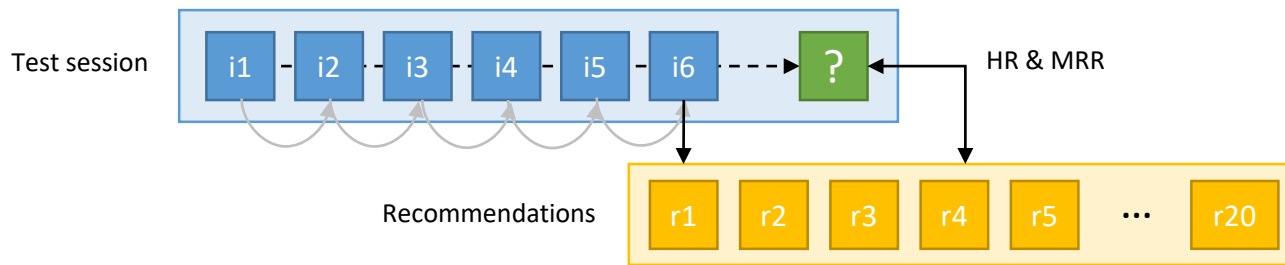 Test session
i1 i2 i3 i4 i5 i6 ?
HR & MRR
Recommendations
r1 r2 r3 r4 r5 ... r20